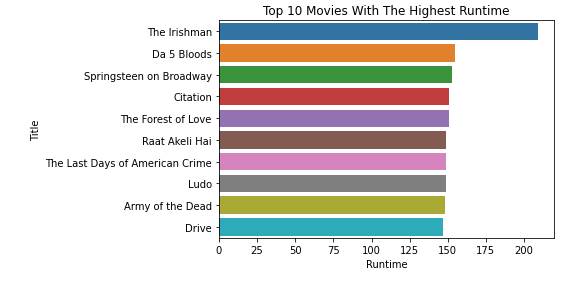 Top 10 Movies With The Highest Runtime
The Irishman
Da 5 Bloods
Springsteen on Broadway
Citation
The Forest of Love
Raat Akeli Hai
The Last Days of American Crime
Ludo
Army of the Dead
Drive
Title
0 25 50 75 100 125 150 175 200
Runtime